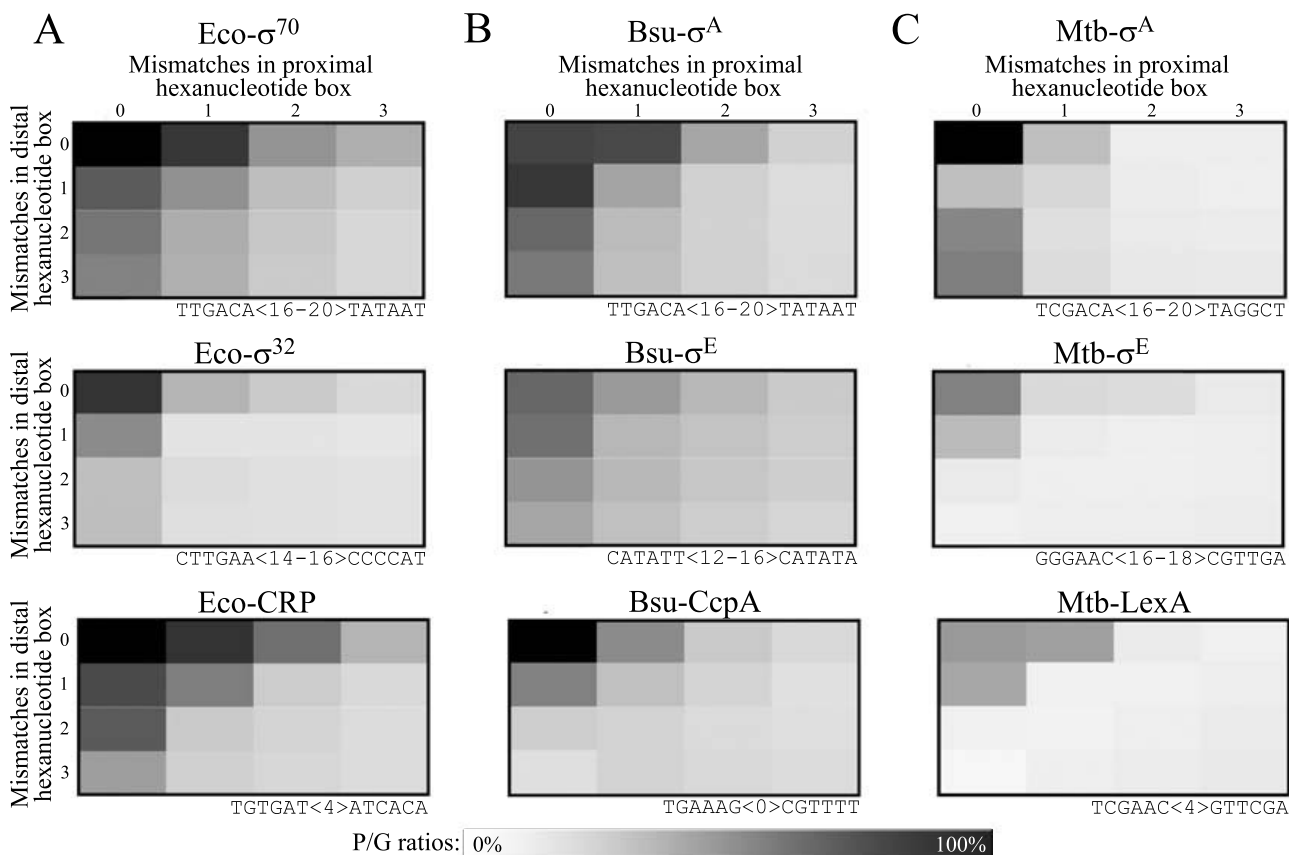 A
Eco-σ70
Mismatches in proximal
hexanucleotide box
0 1 2 3
Mismatches in distal
hexanucleotide box
0
1
2
3
TTGACA<16-20>TATAAT
B
Bsu-σA
Mismatches in proximal
hexanucleotide box
0 1 2 3
TTGACA<16-20>TATAAT
C
Mtb-σA
Mismatches in proximal
hexanucleotide box
0 1 2 3
TCGACA<16-20>TAGGCT
Eco-σ32
Mismatches in distal
hexanucleotide box
0
1
2
3
CTTGAA<14-16>CCCCAT
Bsu-σE
CATATT<12-16>CATATA
Mtb-σE
GGGAAC<16-18>CGTTGA
Eco-CRP
Mismatches in distal
hexanucleotide box
0
1
2
3
TGTGAT<4>ATCACA
Bsu-CcpA
TGAAAG<0>CGTTTT
Mtb-LexA
TCGAAC<4>GTTCGA
P/G ratios: 0% 100%